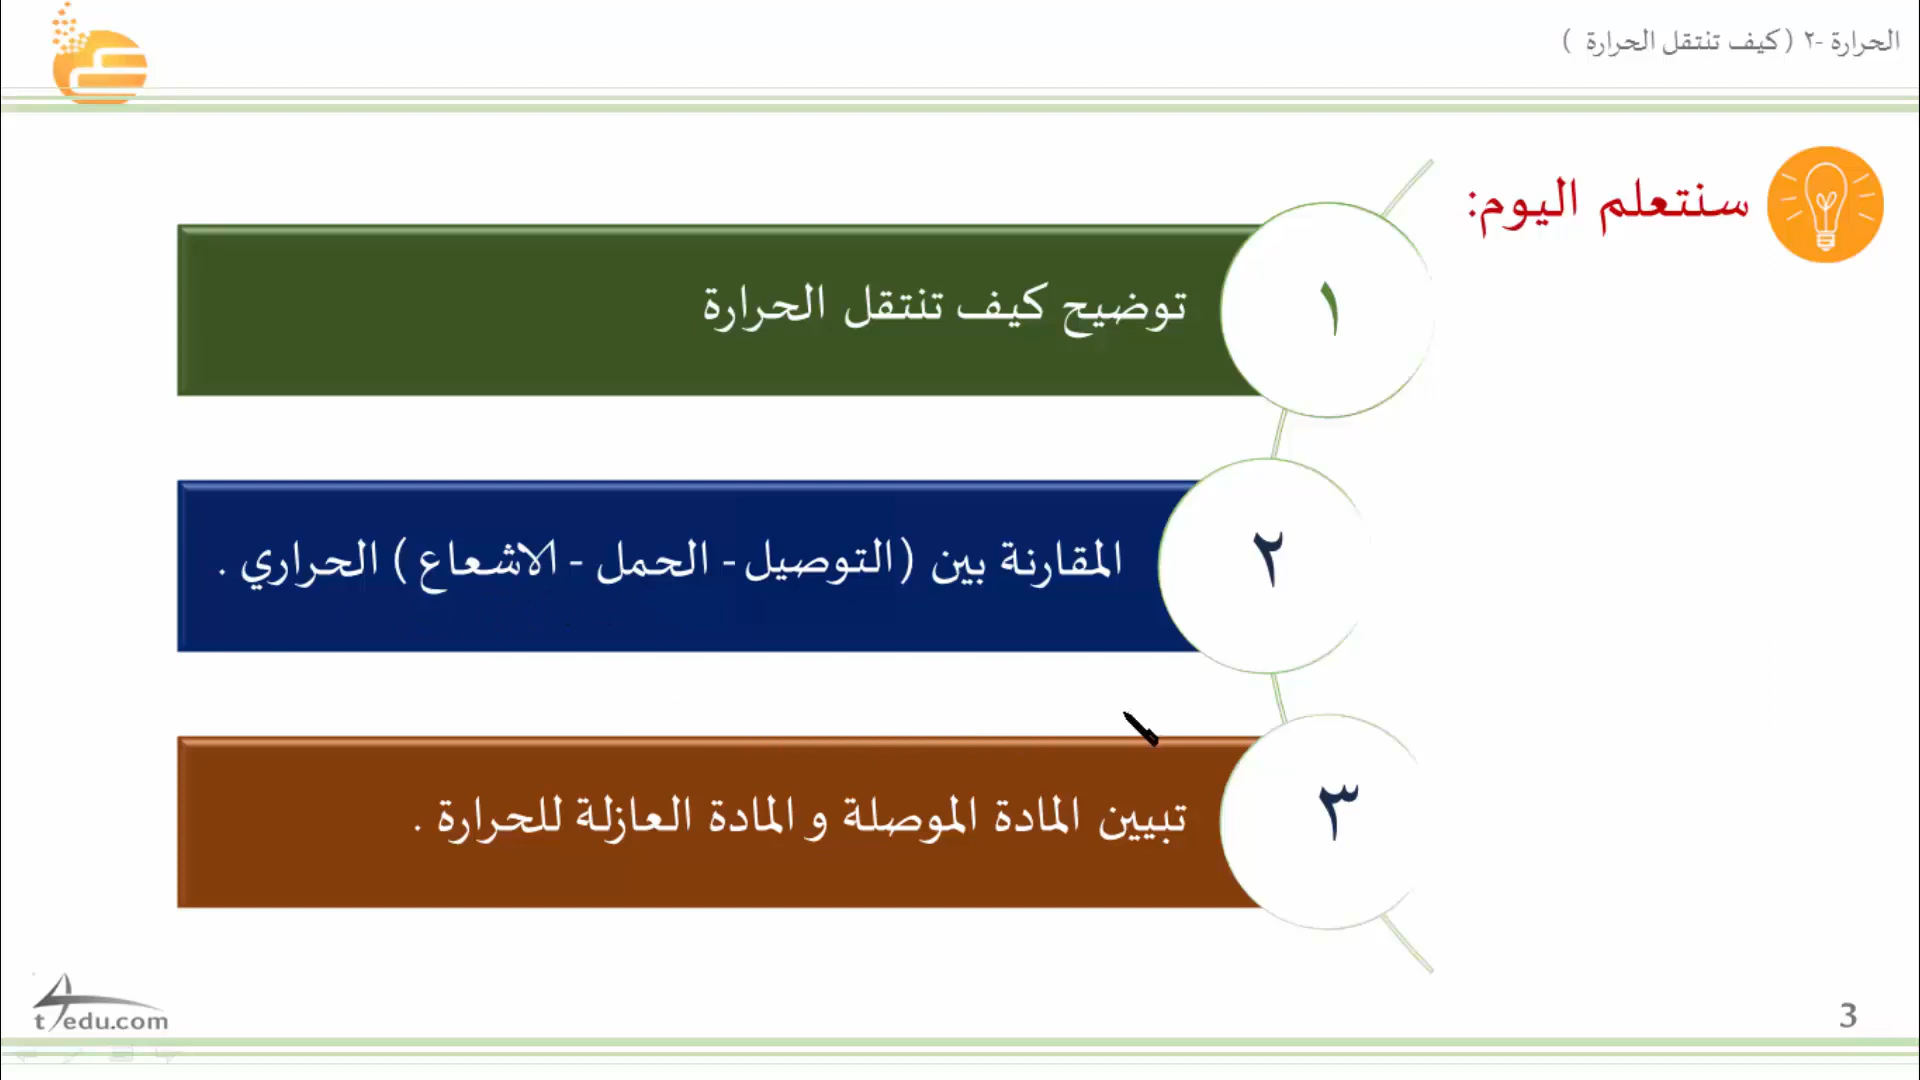 الحرارة -٢ (كيف تنتقل الحرارة )
سنتعلم اليوم:
١
توضيح كيف تنتقل الحرارة
٢
المقارنة بين (التوصيل- الحمل - الاشعاع ) الحراري .
٣
تبيين المادة الموصلة و المادة العازلة للحرارة .
t4edu.com
3